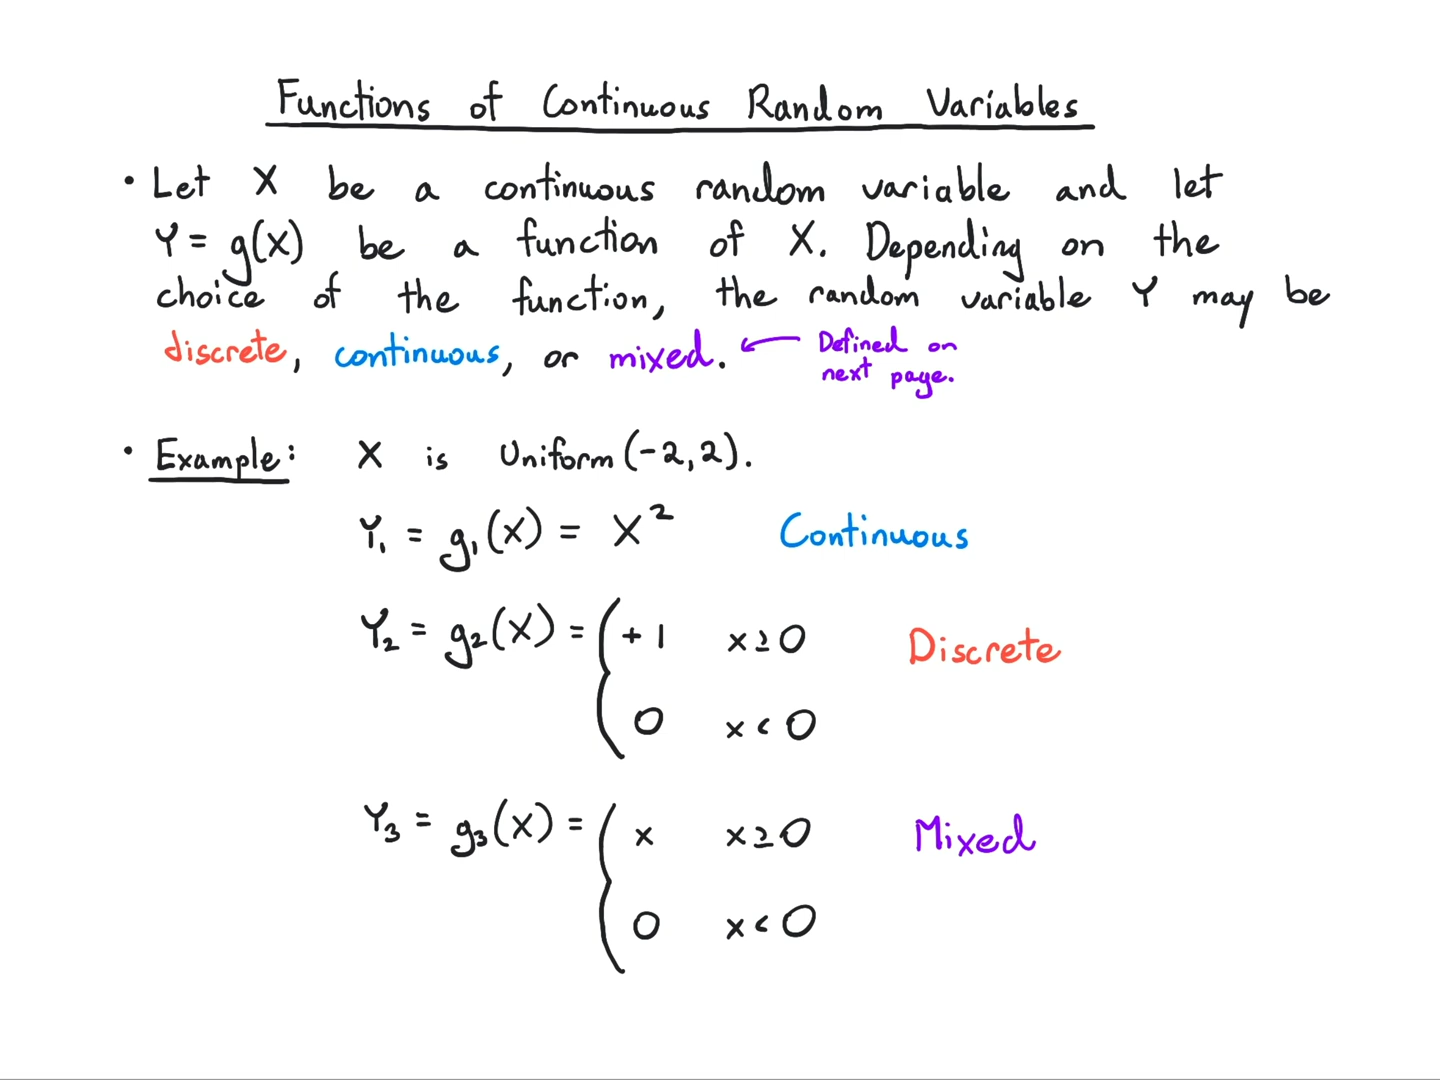 Functions of Continuous Random Variables
• Let X be a continuous random variable and let
Y = g(X) be a function of X. Depending on the
choice of the function, the random variable Y may be
discrete, continuous, or mixed. ← Defined on
next page.
• Example: X is Uniform(-2,2).
Y₁ = g₁(X) = X² Continuous
Y₂ = g₂(X) = { +1 x ≥ 0 Discrete
0 x < 0
Y₃ = g₃(X) = { x x ≥ 0 Mixed
0 x < 0